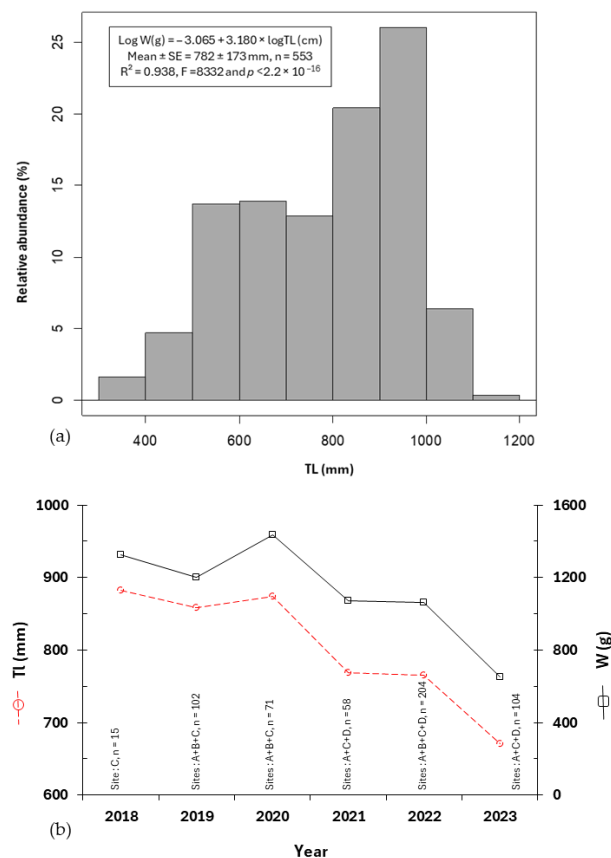 Log W(g) = − 3.065 + 3.180 × logTL (cm)
Mean ± SE = 782 ± 173 mm, n = 553
R² = 0.938, F =8332 and p <2.2 × 10⁻¹⁶
Relative abundance (%)
25
20
15
10
5
0
400
600
800
1000
1200
(a)
TL (mm)
1000
900
800
700
600
Tl (mm)
1600
1200
800
400
0
W (g)
Site : C, n = 15
Sites : A+B+C, n = 102
Sites : A+B+C, n = 71
Sites : A+C+D, n = 58
Sites : A+B+C+D, n = 204
Sites : A+C+D, n = 104
2018
2019
2020
2021
2022
2023
(b)
Year